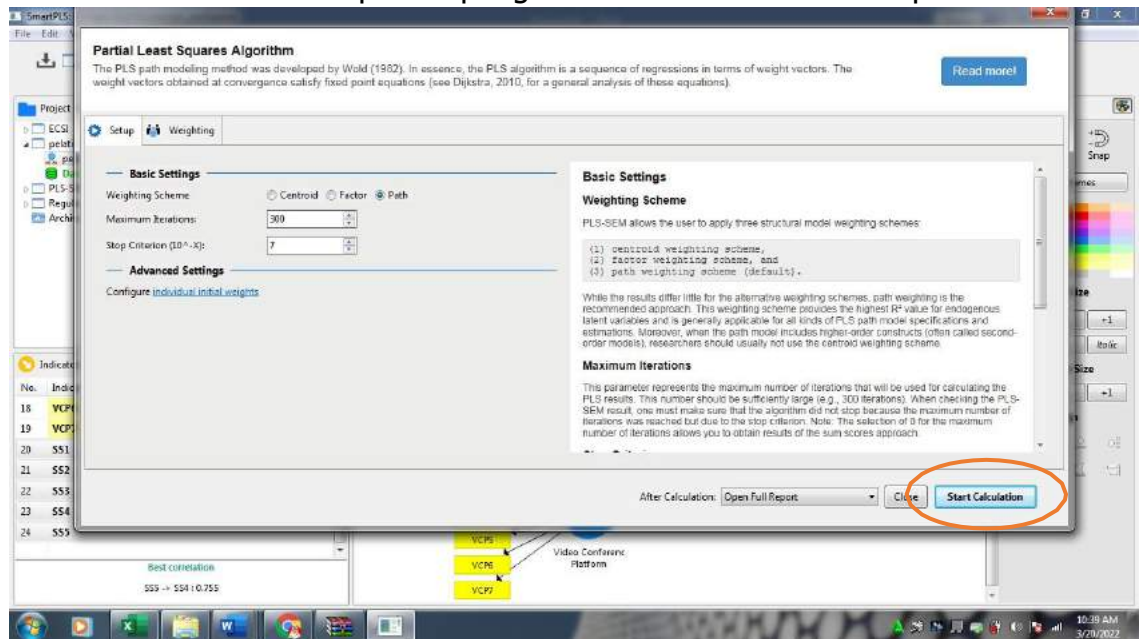 SmartPLS:
File Edit
Partial Least Squares Algorithm
The PLS path modeling method was developed by Wold (1982). In essence, the PLS algorithm is a sequence of regressions in terms of weight vectors. The
weight vectors obtained at convergence satisfy fixed point equations (see Dijkstra, 2010, for a general analysis of these equations).
Read more!
Project
ECSI
PLS-S
Regul
Archi
Setup Weighting
Snap
Basic Settings
Weighting Scheme Centroid Factor Path
Maximum Iterations: 300
Stop Criterion (10^-X): 7
Advanced Settings
Configure individual initial weights
Basic Settings
Weighting Scheme
PLS-SEM allows the user to apply three structural model weighting schemes:
(1) centroid weighting scheme,
(2) factor weighting scheme, and
(3) path weighting scheme (default).
While the results differ little for the alternative weighting schemes, path weighting is the
recommended approach. This weighting scheme provides the highest R² value for endogenous
latent variables and is generally applicable for all kinds of PLS path model specifications and
estimations. Moreover, when the path model includes higher-order constructs (often called second-
order models), researchers should usually not use the centroid weighting scheme.
Maximum Iterations
This parameter represents the maximum number of iterations that will be used for calculating the
PLS results. This number should be sufficiently large (e.g., 300 iterations). When checking the PLS-
SEM result, one must make sure that the algorithm did not stop because the maximum number of
iterations was reached but due to the stop criterion. Note: The selection of 0 for the maximum
number of iterations allows you to obtain results of the sum scores approach.
After Calculation: Open Full Report Close Start Calculation
+1
Italic
Size
+1
Indicato
No. Indic
18 VCP6
19 VCP7
20 SS1
21 SS2
22 SS3
23 SS4
24 SS5
Best correlation
SS5 -> SS4 : 0.755
VCP5
VCP6
VCP7
Video Conferenc
Platform
10:39 AM
3/20/2022